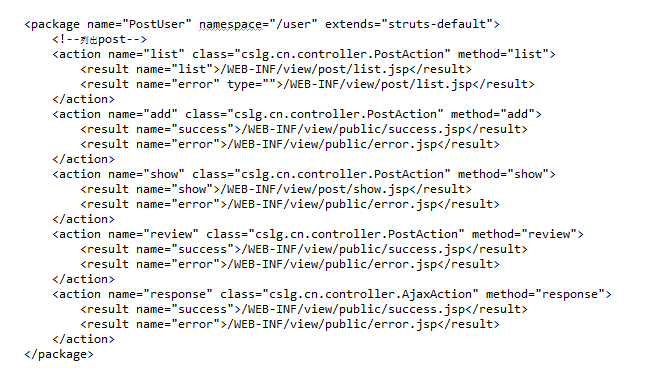 <package name="PostUser" namespace="/user" extends="struts-default">
<!--列出post-->
<action name="list" class="cslg.cn.controller.PostAction" method="list">
<result name="list">/WEB-INF/view/post/list.jsp</result>
<result name="error" type="">/WEB-INF/view/post/list.jsp</result>
</action>
<action name="add" class="cslg.cn.controller.PostAction" method="add">
<result name="success">/WEB-INF/view/public/success.jsp</result>
<result name="error">/WEB-INF/view/public/error.jsp</result>
</action>
<action name="show" class="cslg.cn.controller.PostAction" method="show">
<result name="show">/WEB-INF/view/post/show.jsp</result>
<result name="error">/WEB-INF/view/public/error.jsp</result>
</action>
<action name="review" class="cslg.cn.controller.PostAction" method="review">
<result name="success">/WEB-INF/view/public/success.jsp</result>
<result name="error">/WEB-INF/view/public/error.jsp</result>
</action>
<action name="response" class="cslg.cn.controller.AjaxAction" method="response">
<result name="success">/WEB-INF/view/public/success.jsp</result>
<result name="error">/WEB-INF/view/public/error.jsp</result>
</action>
</package>